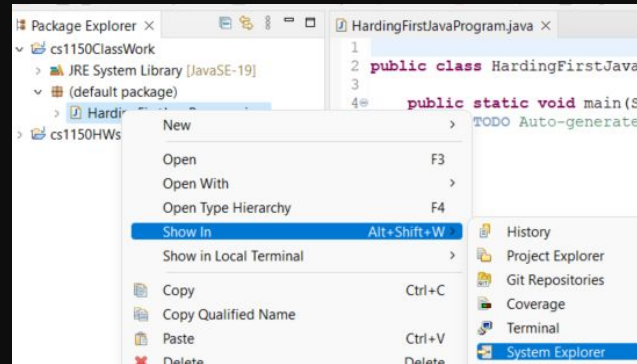 Package Explorer
HardingFirstJavaProgram.java
cs1150ClassWork
JRE System Library [JavaSE-19]
(default package)
cs1150HWs
1
2 public class HardingFirstJava
3
4 public static void main(S
TODO Auto-generate
New
Open F3
Open With
Open Type Hierarchy F4
Show In Alt+Shift+W
Show in Local Terminal
Copy Ctrl+C
Copy Qualified Name
Paste Ctrl+V
Delete Delete
History
Project Explorer
Git Repositories
Coverage
Terminal
System Explorer